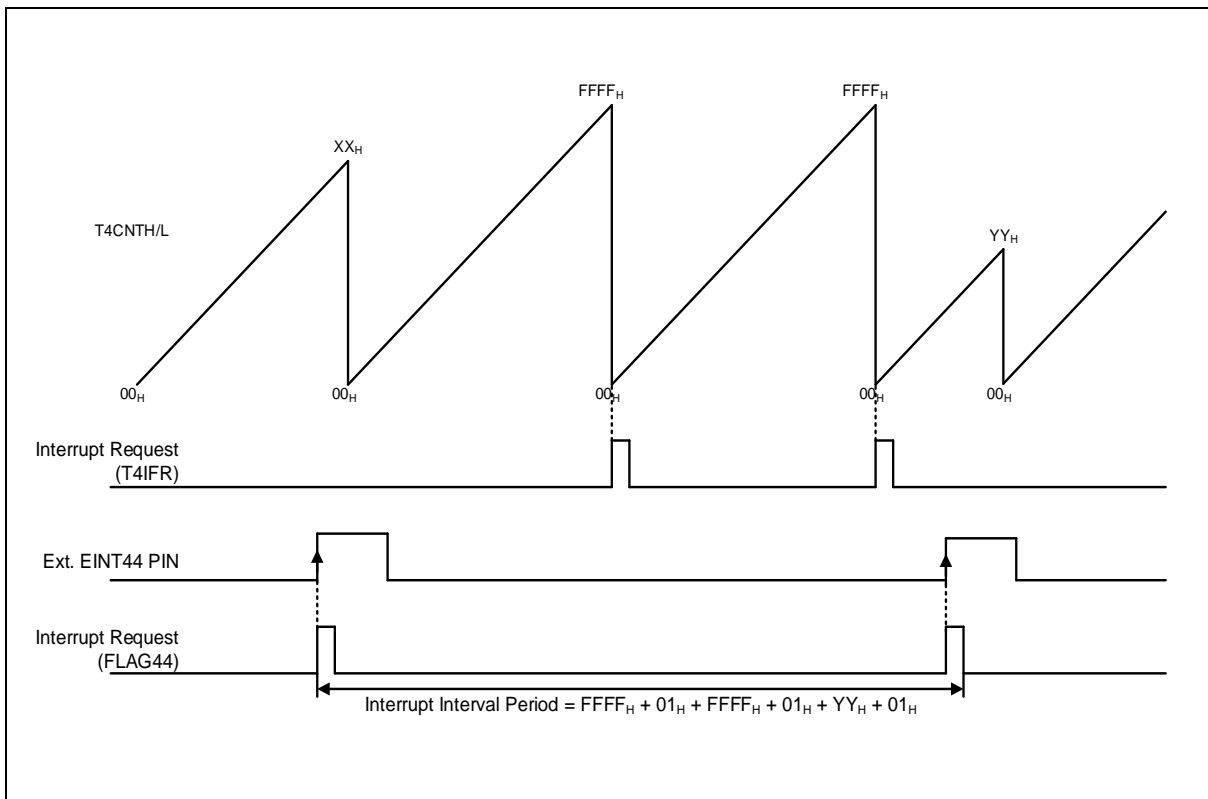 FFFFH FFFFH
XXH
T4CNTH/L
YYH
00H 00H 00H 00H 00H
Interrupt Request
(T4IFR)
Ext. EINT44 PIN
Interrupt Request
(FLAG44)
Interrupt Interval Period = FFFFH + 01H + FFFFH + 01H + YYH + 01H